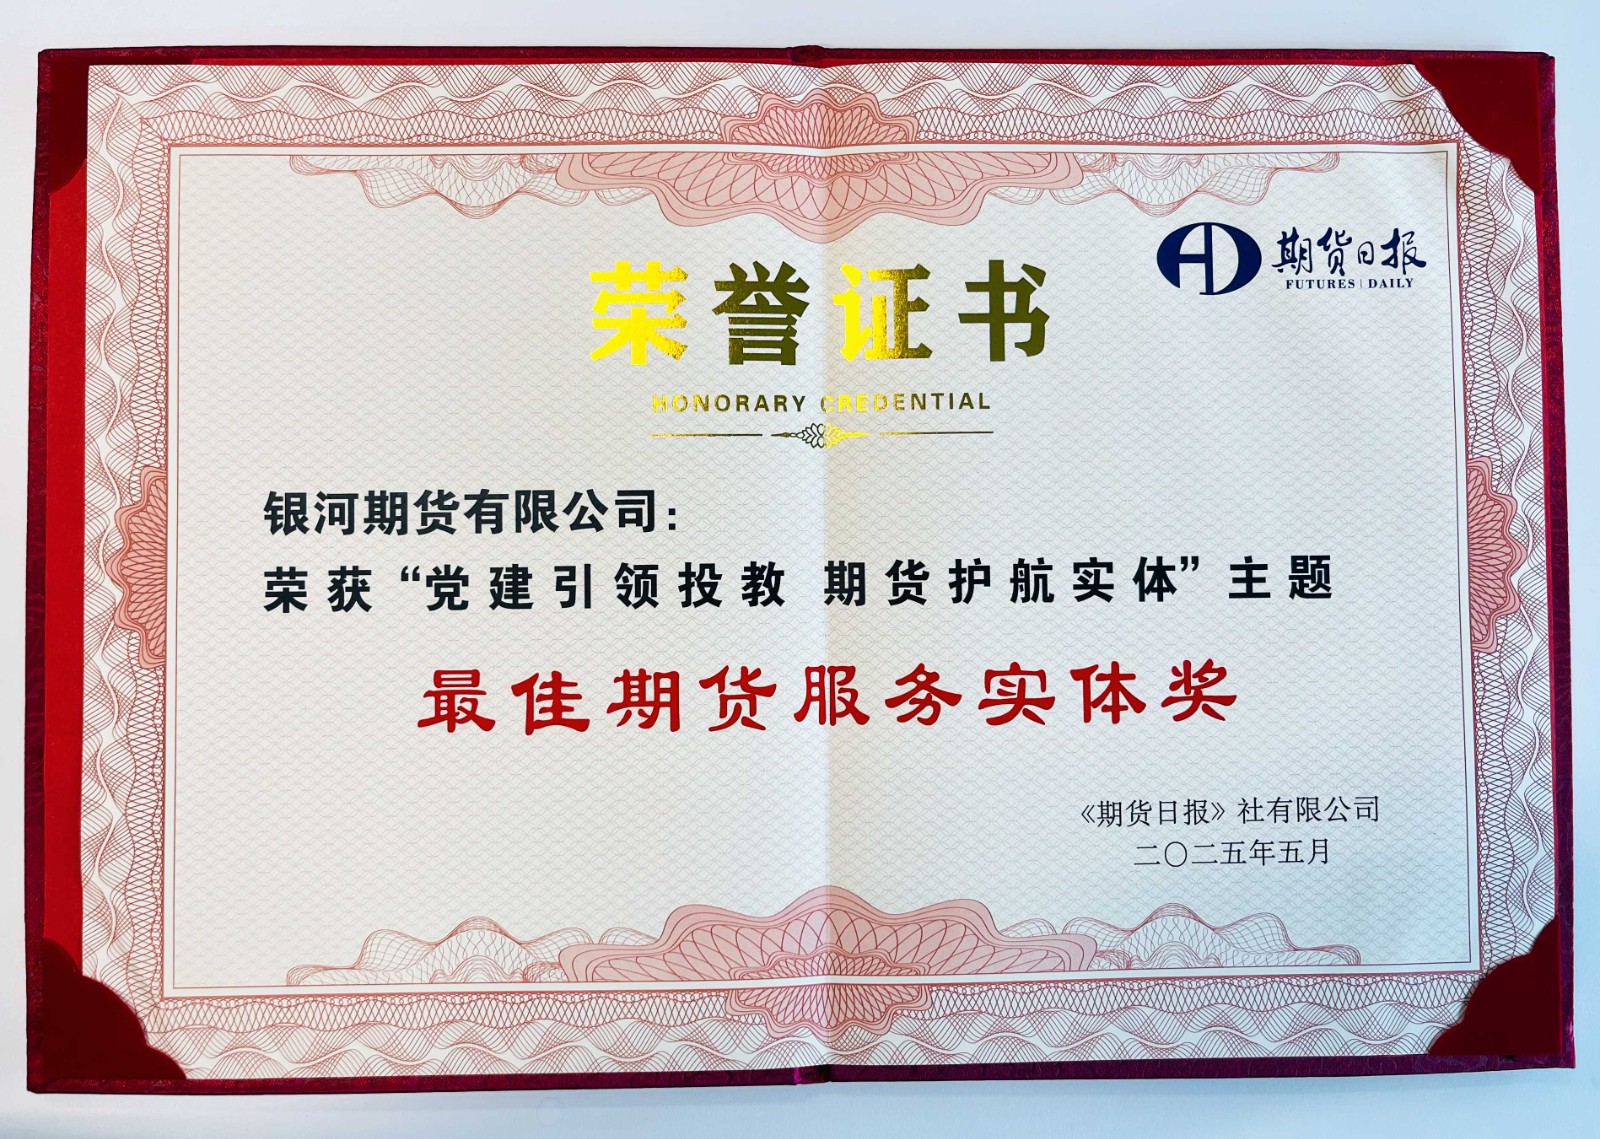 期货日报
FUTURES | DAILY
荣誉证书
HONORARY CREDENTIAL
银河期货有限公司：
荣获“党建引领投教 期货护航实体”主题
最佳期货服务实体奖
《期货日报》社有限公司
二〇二五年五月